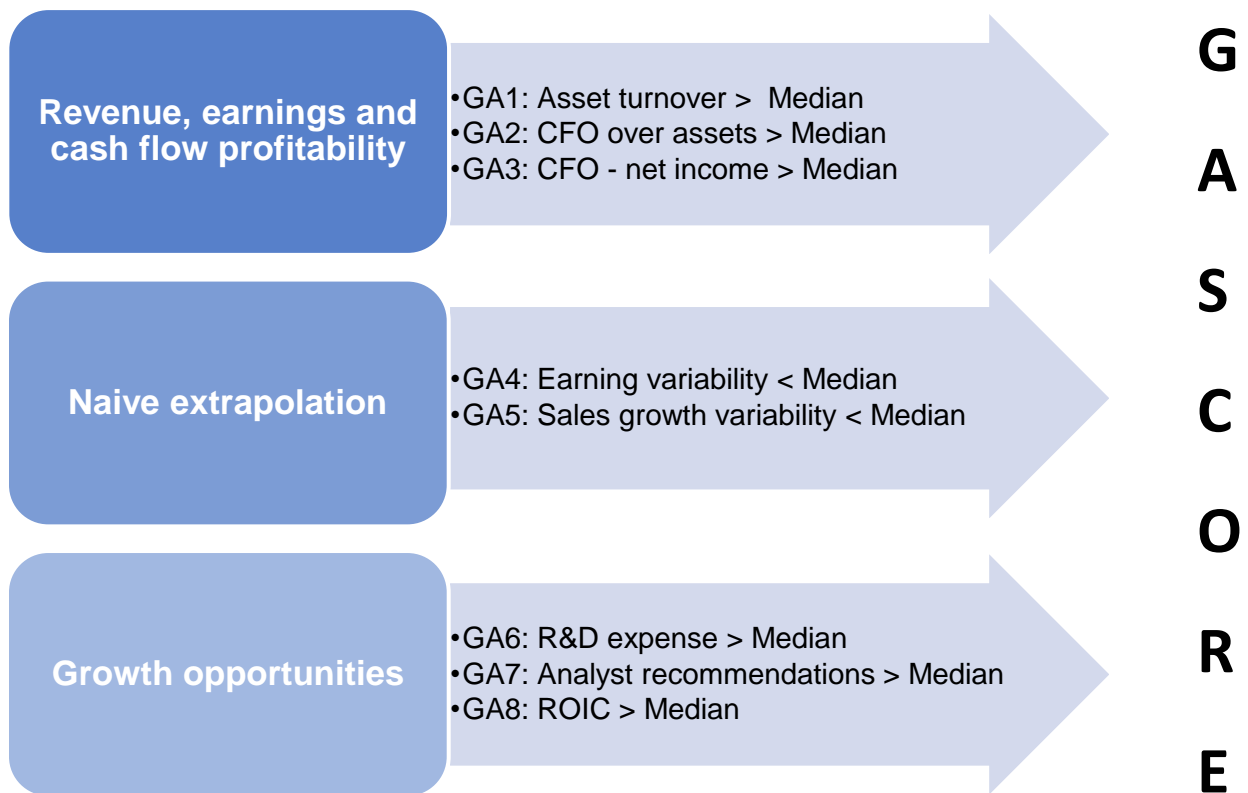 Revenue, earnings and
cash flow profitability
•GA1: Asset turnover >  Median
•GA2: CFO over assets > Median
•GA3: CFO - net income > Median
Naive extrapolation
•GA4: Earning variability < Median
•GA5: Sales growth variability < Median
Growth opportunities
•GA6: R&D expense > Median
•GA7: Analyst recommendations > Median
•GA8: ROIC > Median
G
A
S
C
O
R
E